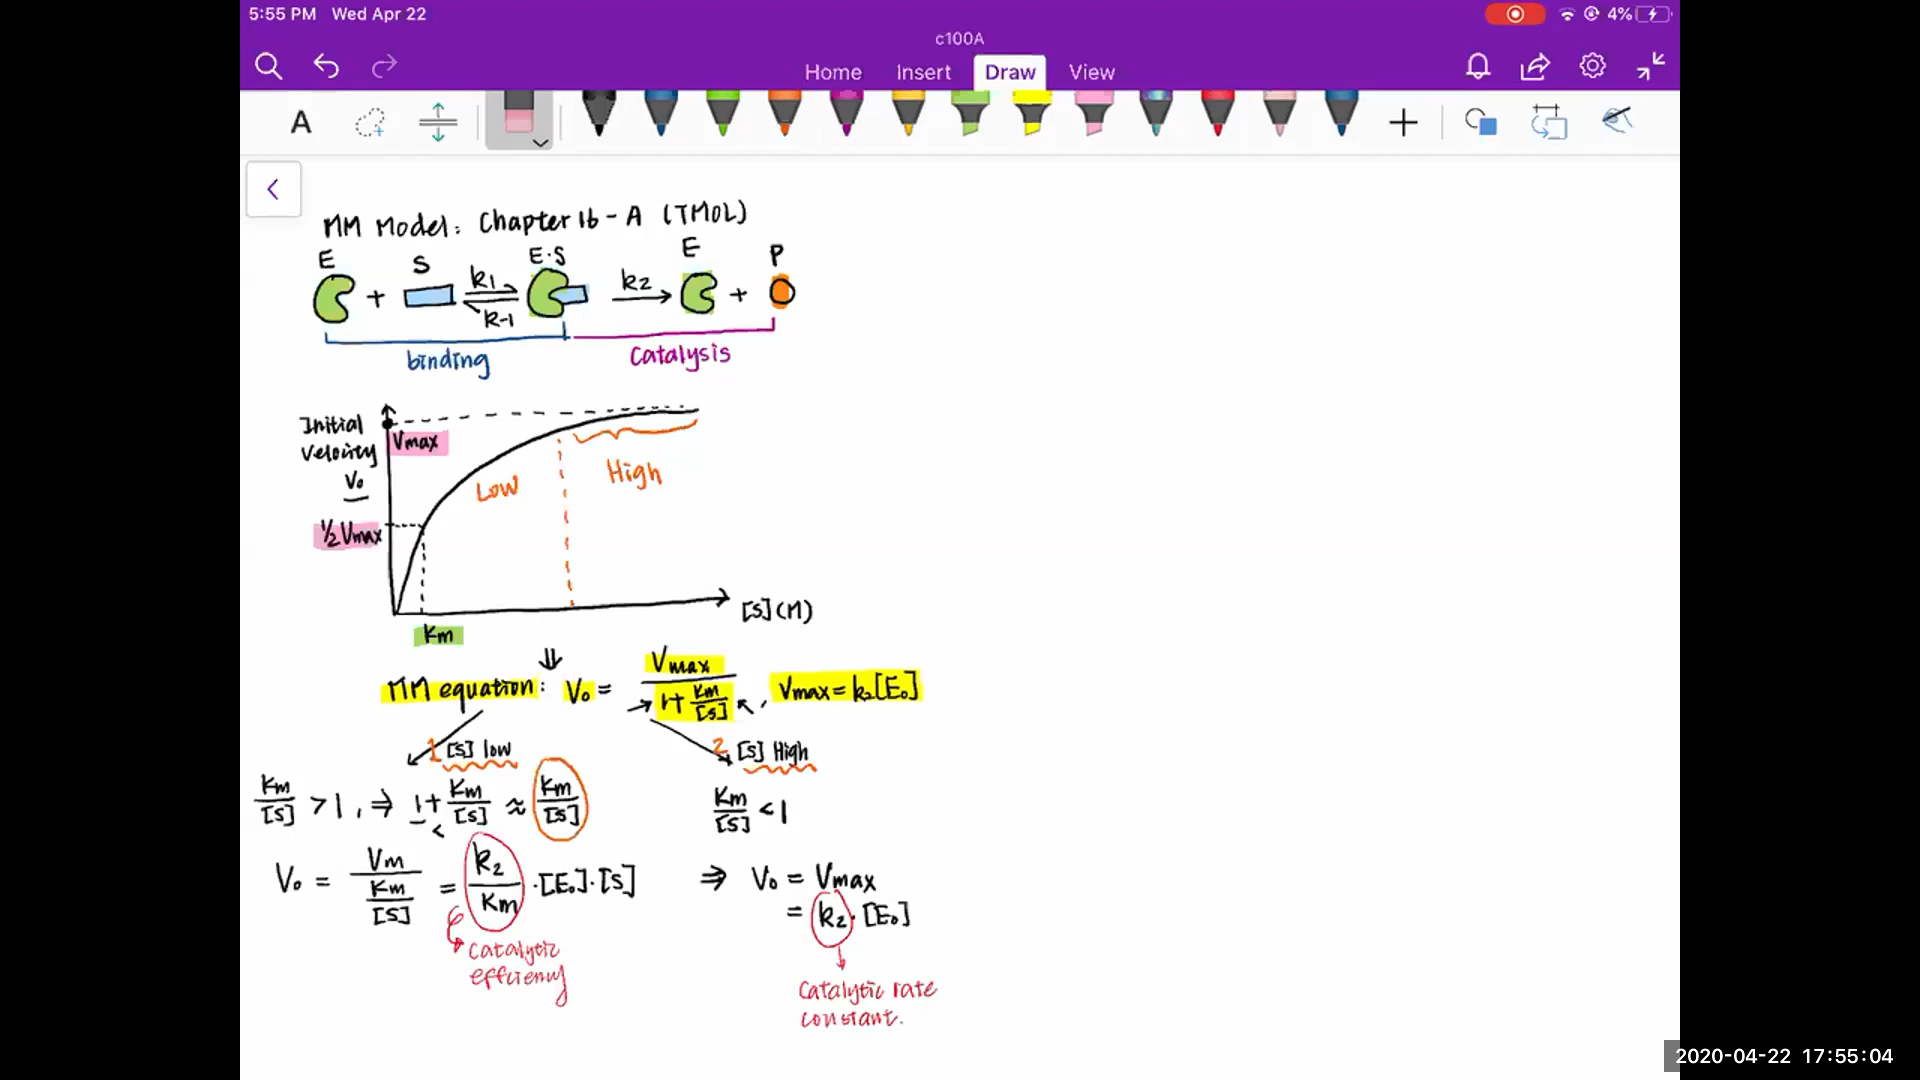 5:55 PM Wed Apr 22
4%
c100A
Home Insert Draw View
A
MM Model: Chapter 16 - A (TMOL)
E S E·S E P
+ k1 k-1 k2 +
binding Catalysis
Initial Velocity V₀
Vmax
Low High
½ Vmax
[S] (M)
Km
⇓
MM equation: V₀ = Vmax / (1 + Km/[S]) , Vmax = k₂[E₀]
1 [S] low 2 [S] High
Km/[S] > 1, ⇒ 1 + Km/[S] ≈ Km/[S]
<
Km/[S] < 1
V₀ = Vm / (Km/[S]) = k₂/Km · [E₀] · [S]
⇒ V₀ = Vmax
= k₂ · [E₀]
Catalytic
efficieny
Catalytic rate
constant.
2020-04-22 17:55:04